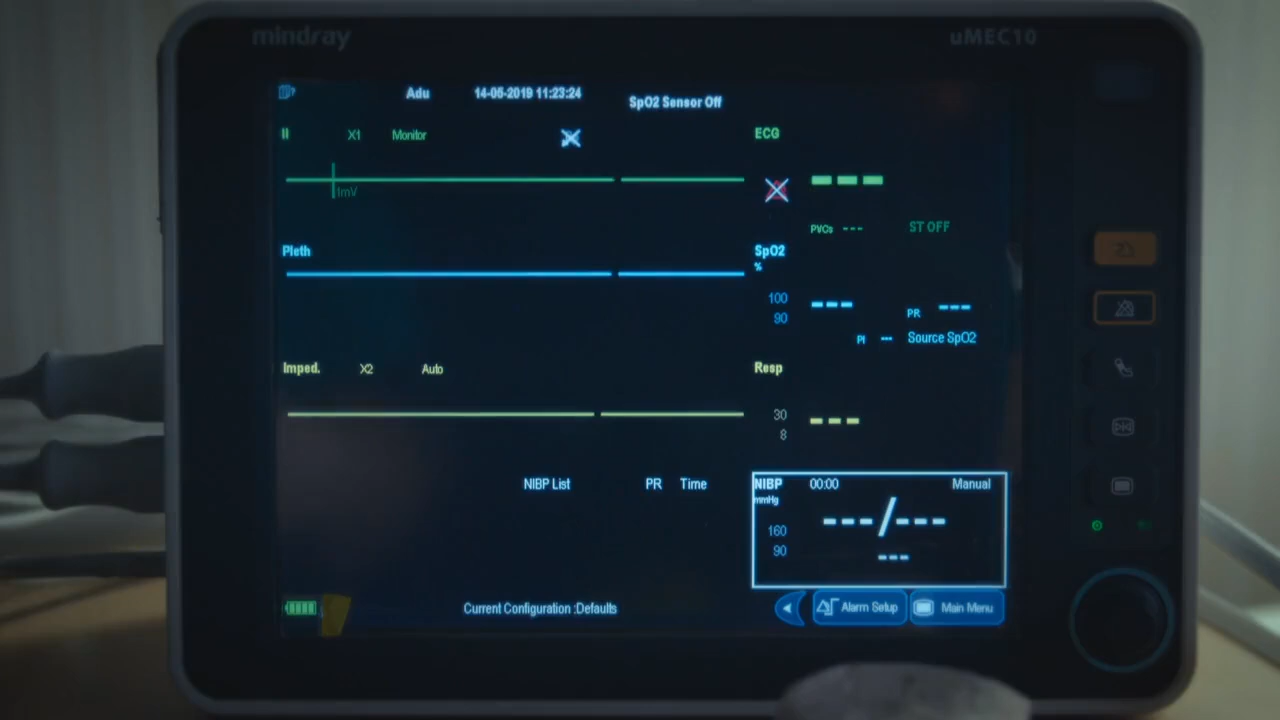 mindray uMEC10
Adu 14-05-2019 11:23:24 SpO2 Sensor Off
II X1 Monitor ECG
1mV
PVCs --- ST OFF
Pleth SpO2
%
100
90 --- PR ---
PI --- Source SpO2
Imped. X2 Auto Resp
30
8 ---
NIBP List PR Time NIBP 00:00 Manual
mmHg
160 ---/---
90 ---
Current Configuration :Defaults Alarm Setup Main Menu